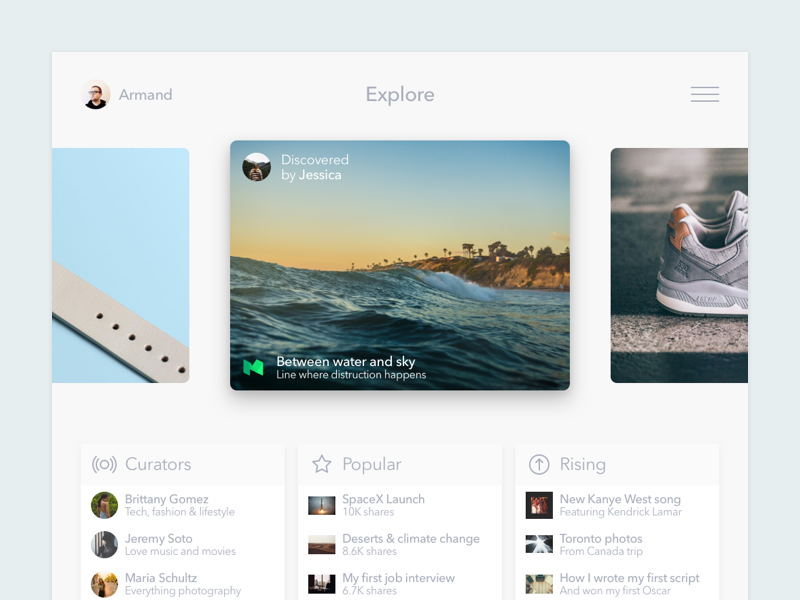 Armand
Explore
Discovered
by Jessica
Between water and sky
Line where distruction happens
Curators
Brittany Gomez
Tech, fashion & lifestyle
Jeremy Soto
Love music and movies
Maria Schultz
Everything photography
Popular
SpaceX Launch
10K shares
Deserts & climate change
8.6K shares
My first job interview
6.7K shares
Rising
New Kanye West song
Featuring Kendrick Lamar
Toronto photos
From Canada trip
How I wrote my first script
And won my first Oscar